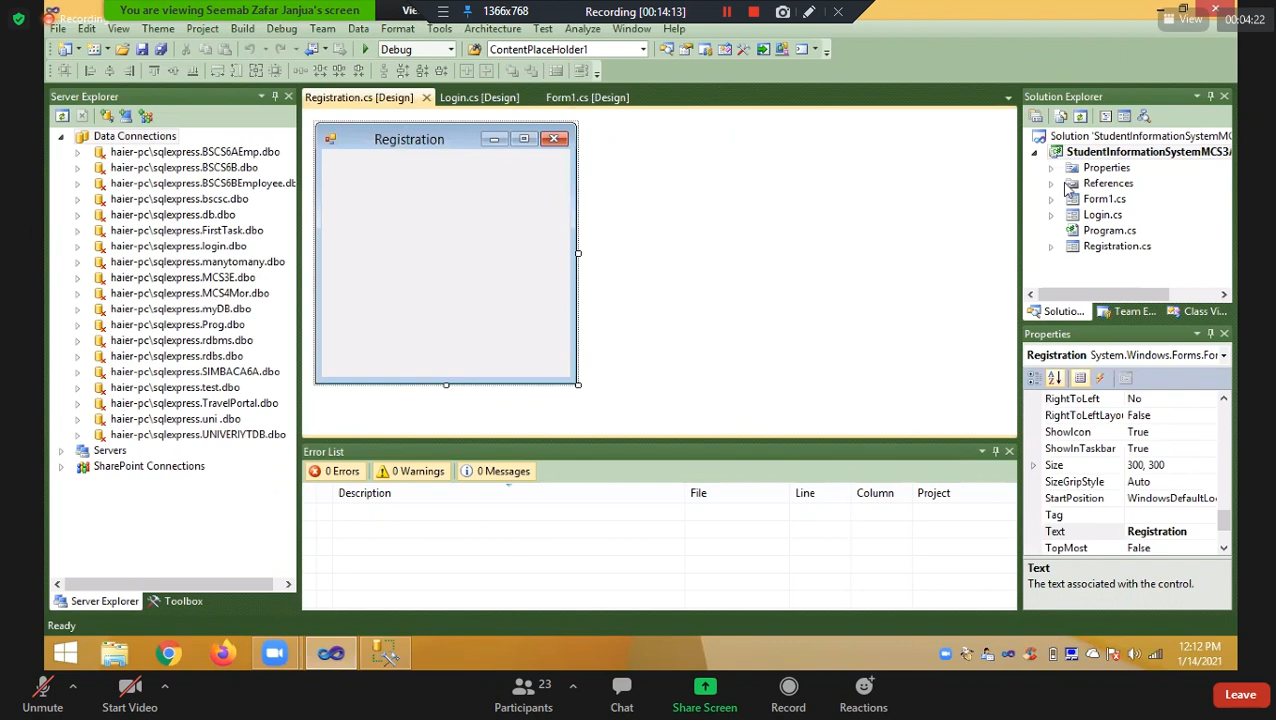 You are viewing Seemab Zafar Janjua's screen
1366x768
Recording [00:14:13]
View
00:04:22
File Edit View Theme Project Build Debug Team Data Format Tools Architecture Test Analyze Window Help
Debug
ContentPlaceHolder1
Server Explorer
Data Connections
haier-pc\sqlexpress.BSCS6AEmp.dbo
haier-pc\sqlexpress.BSCS6B.dbo
haier-pc\sqlexpress.BSCS6BEmployee.db
haier-pc\sqlexpress.bscsc.dbo
haier-pc\sqlexpress.db.dbo
haier-pc\sqlexpress.FirstTask.dbo
haier-pc\sqlexpress.login.dbo
haier-pc\sqlexpress.manytomany.dbo
haier-pc\sqlexpress.MCS3E.dbo
haier-pc\sqlexpress.MCS4Mor.dbo
haier-pc\sqlexpress.myDB.dbo
haier-pc\sqlexpress.Prog.dbo
haier-pc\sqlexpress.rdbms.dbo
haier-pc\sqlexpress.rdbs.dbo
haier-pc\sqlexpress.SIMBACA6A.dbo
haier-pc\sqlexpress.test.dbo
haier-pc\sqlexpress.TravelPortal.dbo
haier-pc\sqlexpress.uni .dbo
haier-pc\sqlexpress.UNIVERIYTDB.dbo
Servers
SharePoint Connections
Server Explorer Toolbox
Registration.cs [Design] Login.cs [Design] Form1.cs [Design]
Registration
Error List
0 Errors 0 Warnings 0 Messages
Description File Line Column Project
Solution Explorer
Solution 'StudentInformationSystemMC
StudentInformationSystemMCS3
Properties
References
Form1.cs
Login.cs
Program.cs
Registration.cs
Solutio... Team E... Class Vi...
Properties
Registration System.Windows.Forms.For
RightToLeft No
RightToLeftLayou False
ShowIcon True
ShowInTaskbar True
Size 300, 300
SizeGripStyle Auto
StartPosition WindowsDefaultLo
Tag
Text Registration
TopMost False
Text
The text associated with the control.
Ready
12:12 PM
1/14/2021
Unmute
Start Video
23
Participants
Chat
Share Screen
Record
Reactions
Leave